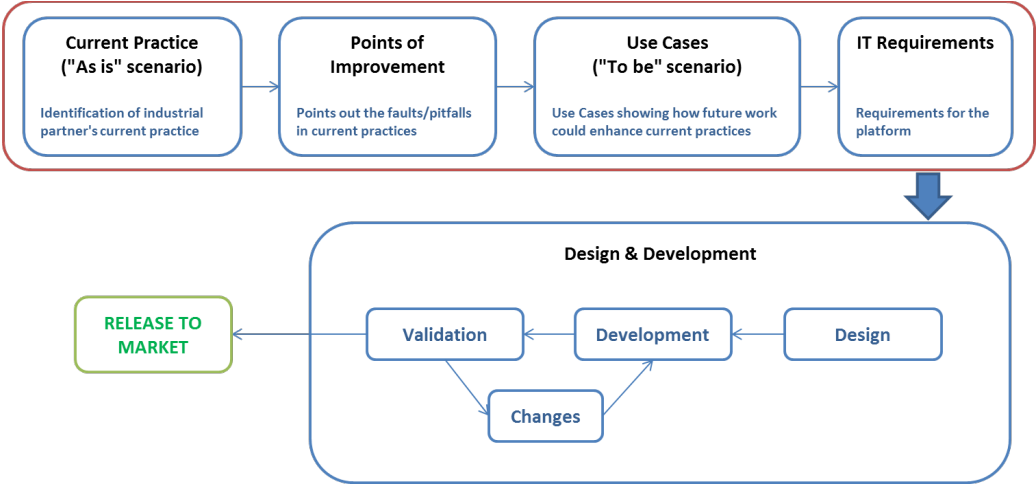 Current Practice
("As is" scenario)
Identification of industrial
partner's current practice
Points of
Improvement
Points out the faults/pitfalls
in current practices
Use Cases
("To be" scenario)
Use Cases showing how future work
could enhance current practices
IT Requirements
Requirements for the
platform
Design & Development
RELEASE TO
MARKET
Validation
Development
Design
Changes